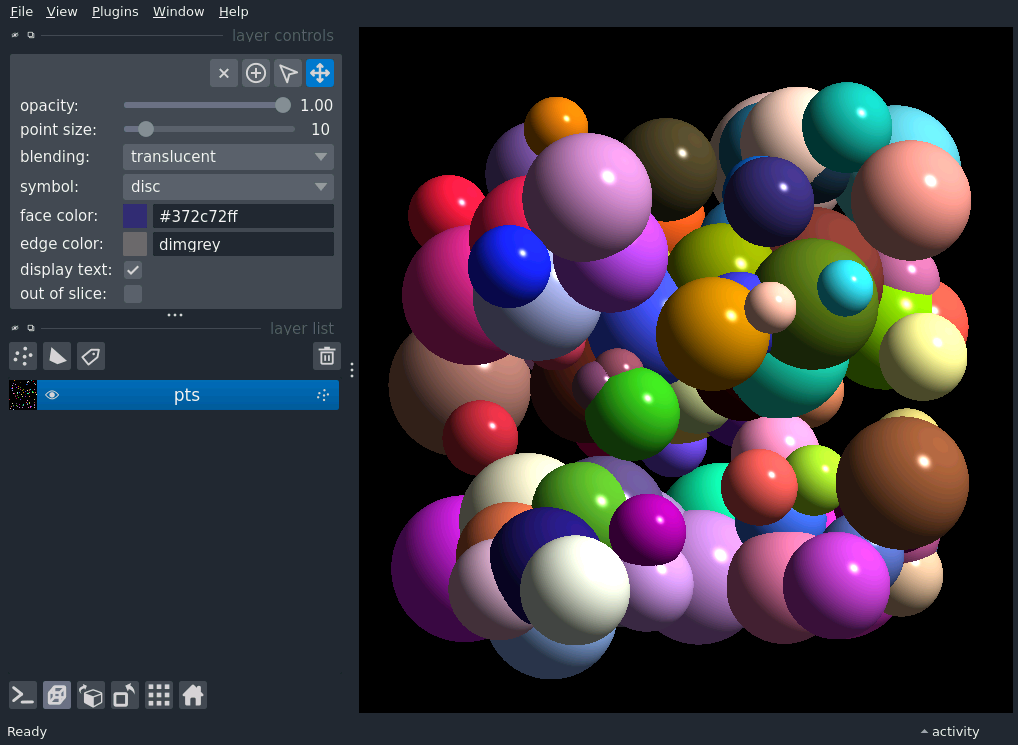 File View Plugins Window Help
layer controls
opacity: 1.00
point size: 10
blending: translucent
symbol: disc
face color: #372c72ff
edge color: dimgrey
display text:
out of slice:
layer list
pts
Ready
activity